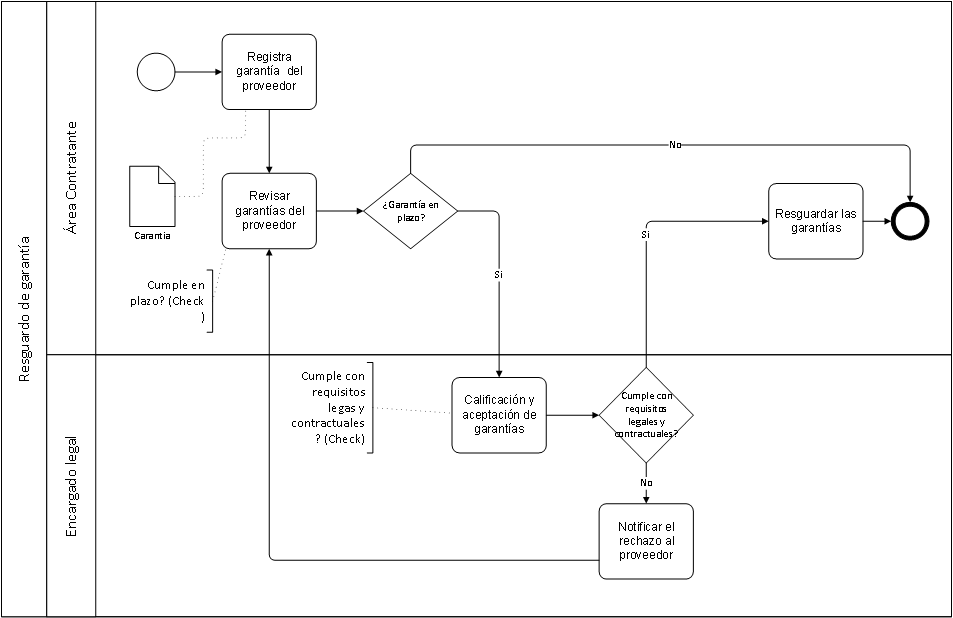 Resguardo de garantía
Área Contratante
Registra
garantía del
proveedor
Carantia
Revisar
garantías del
proveedor
¿Garantía en
plazo?
No
Si
Cumple en
plazo? (Check
)
Si
Resguardar las
garantías
Encargado legal
Cumple con
requisitos
legas y
contractuales
? (Check)
Calificación y
aceptación de
garantías
Cumple con
requisitos
legales y
contractuales?
No
Notificar el
rechazo al
proveedor